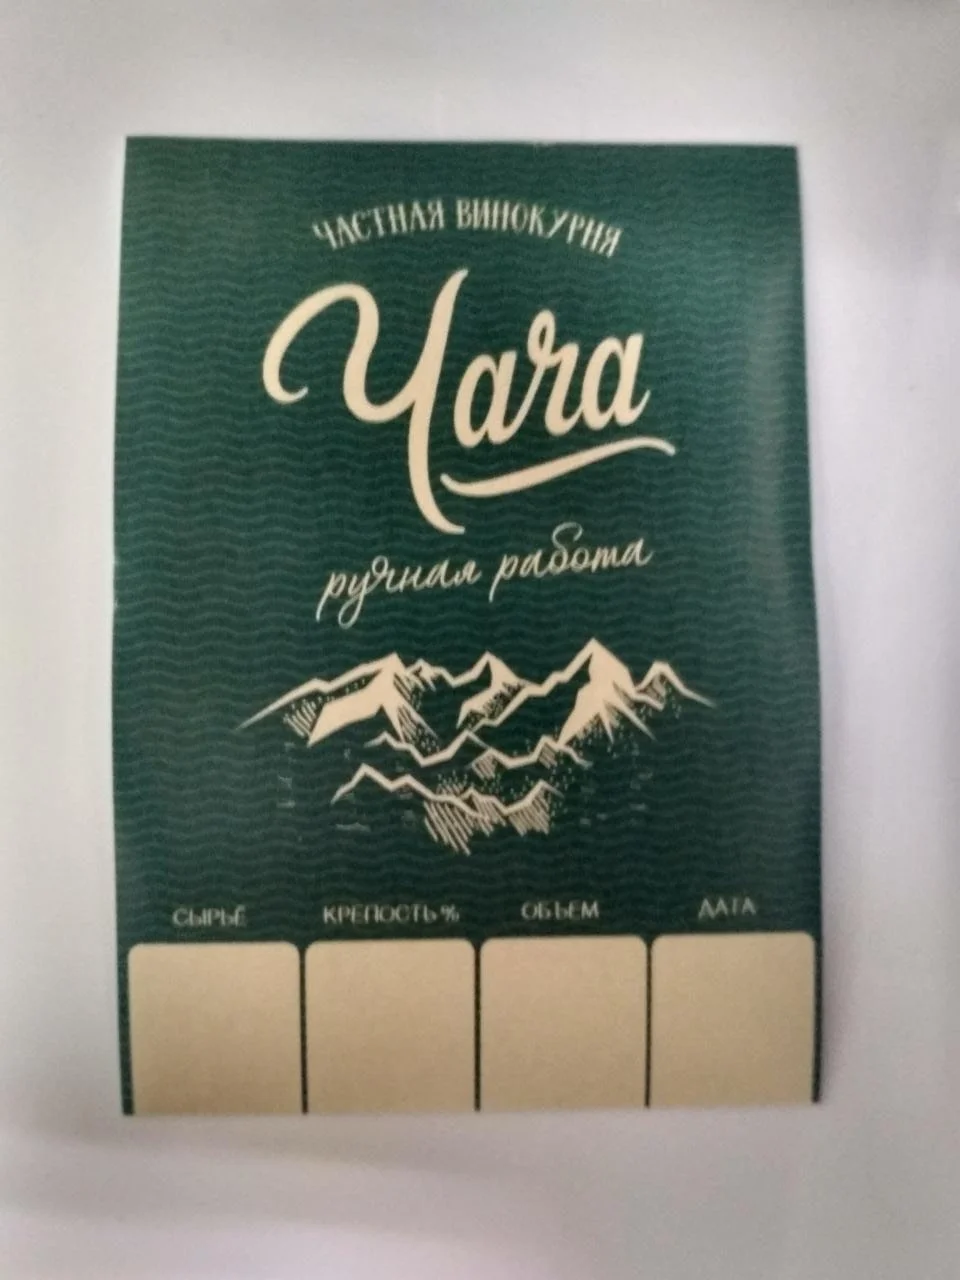 ЧАСТНАЯ ВИНОКУРНЯ
Чача
ручная работа
СЫРЬЁ КРЕПОСТЬ % ОБЪЕМ ДАТА